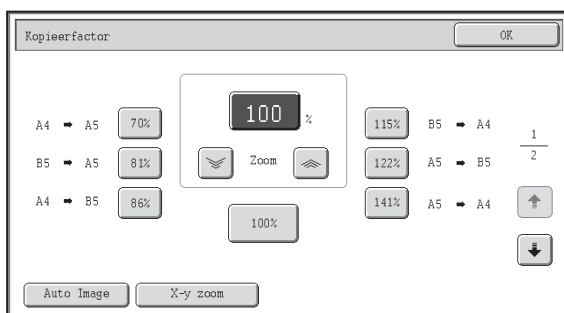 Kopieerfactor OK
A4 ➡ A5 70% 100 % 115% B5 ➡ A4
B5 ➡ A5 81% Zoom 122% A5 ➡ B5
A4 ➡ B5 86% 100% 141% A5 ➡ A4
1
2
Auto Image X-y zoom